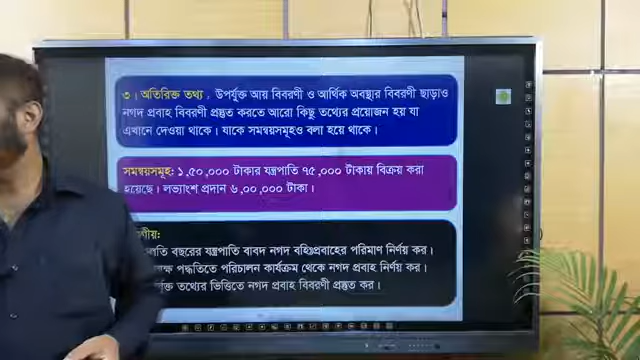 ৩। অতিরিক্ত তথ্য, উপর্যুক্ত আয় বিবরণী ও আর্থিক অবস্থার বিবরণী ছাড়াও
নগদ প্রবাহ বিবরণী প্রস্তুত করতে আরো কিছু তথ্যের প্রয়োজন হয় যা
এখানে দেওয়া থাকে। যাকে সমন্বয়সমূহও বলা হয়ে থাকে।
সমন্বয়সমূহ: ১,৫০,০০০ টাকার যন্ত্রপাতি ৭৫,০০০ টাকায় বিক্রয় করা
হয়েছে। লভ্যাংশ প্রদান ৬,০০,০০০ টাকা।
ণীয়:
লতি বছরের যন্ত্রপাতি বাবদ নগদ বহিঃপ্রবাহের পরিমাণ নির্ণয় কর।
ক্ষ পদ্ধতিতে পরিচালন কার্যক্রম থেকে নগদ প্রবাহ নির্ণয় কর।
ক্ত তথ্যের ভিত্তিতে নগদ প্রবাহ বিবরণী প্রস্তুত কর।